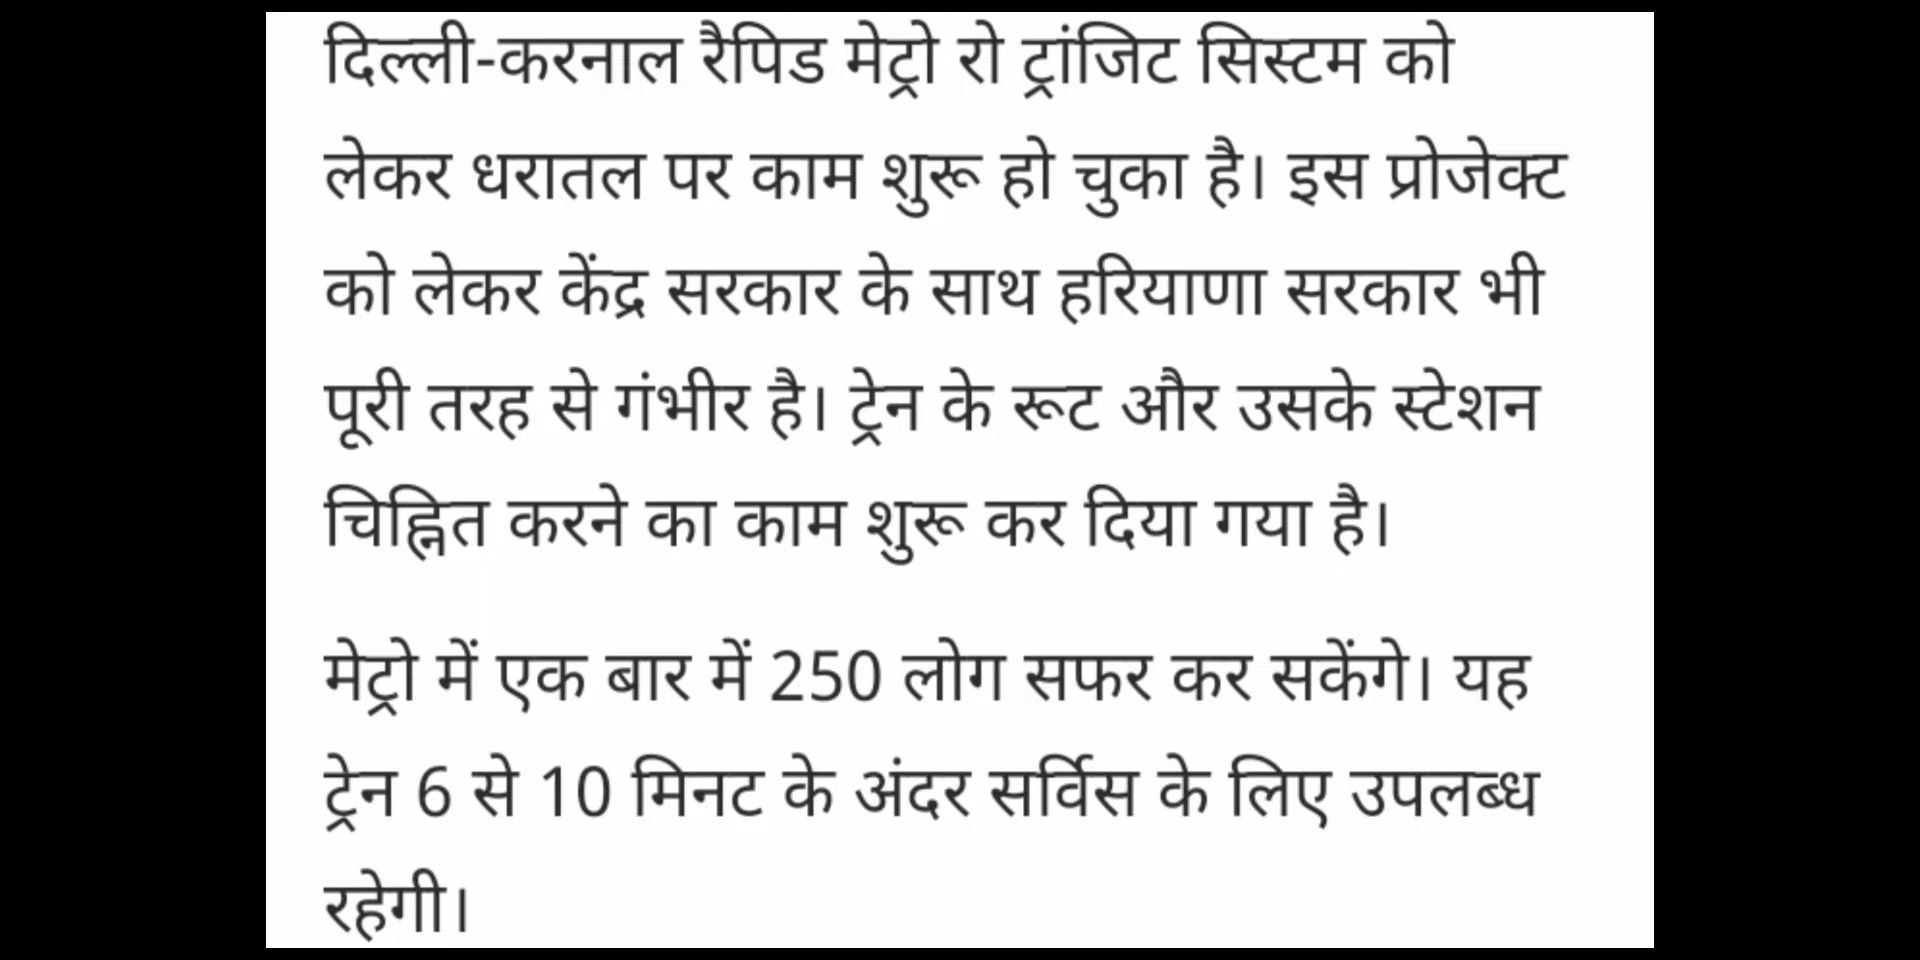 दिल्ली-करनाल रैपिड मेट्रो रो ट्रांजिट सिस्टम को
लेकर धरातल पर काम शुरू हो चुका है। इस प्रोजेक्ट
को लेकर केंद्र सरकार के साथ हरियाणा सरकार भी
पूरी तरह से गंभीर है। ट्रेन के रूट और उसके स्टेशन
चिह्नित करने का काम शुरू कर दिया गया है।
मेट्रो में एक बार में 250 लोग सफर कर सकेंगे। यह
ट्रेन 6 से 10 मिनट के अंदर सर्विस के लिए उपलब्ध
रहेगी।